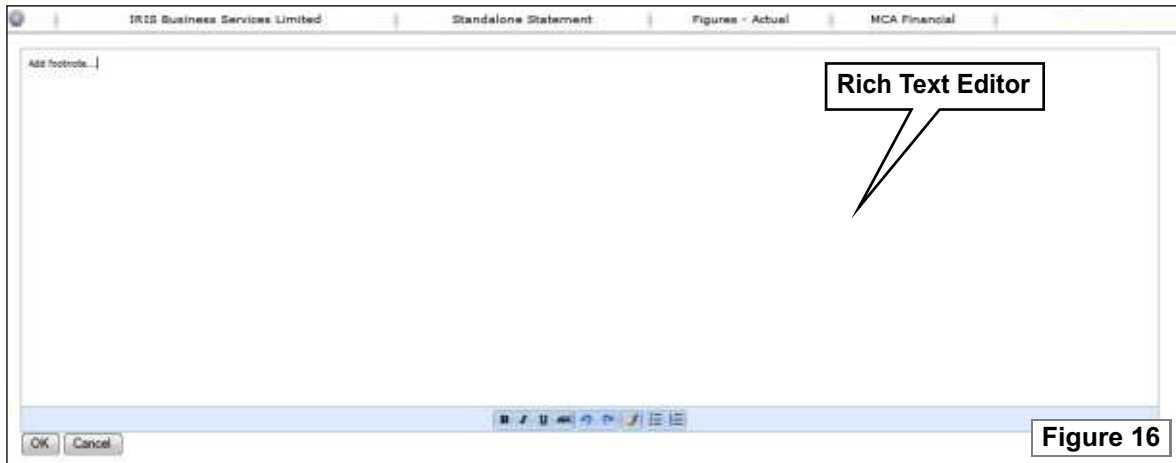 IRIS Business Services Limited | Standalone Statement | Figures - Actual | MCA Financial |
Add footnote...
Rich Text Editor
B I U ABC
OK Cancel
Figure 16